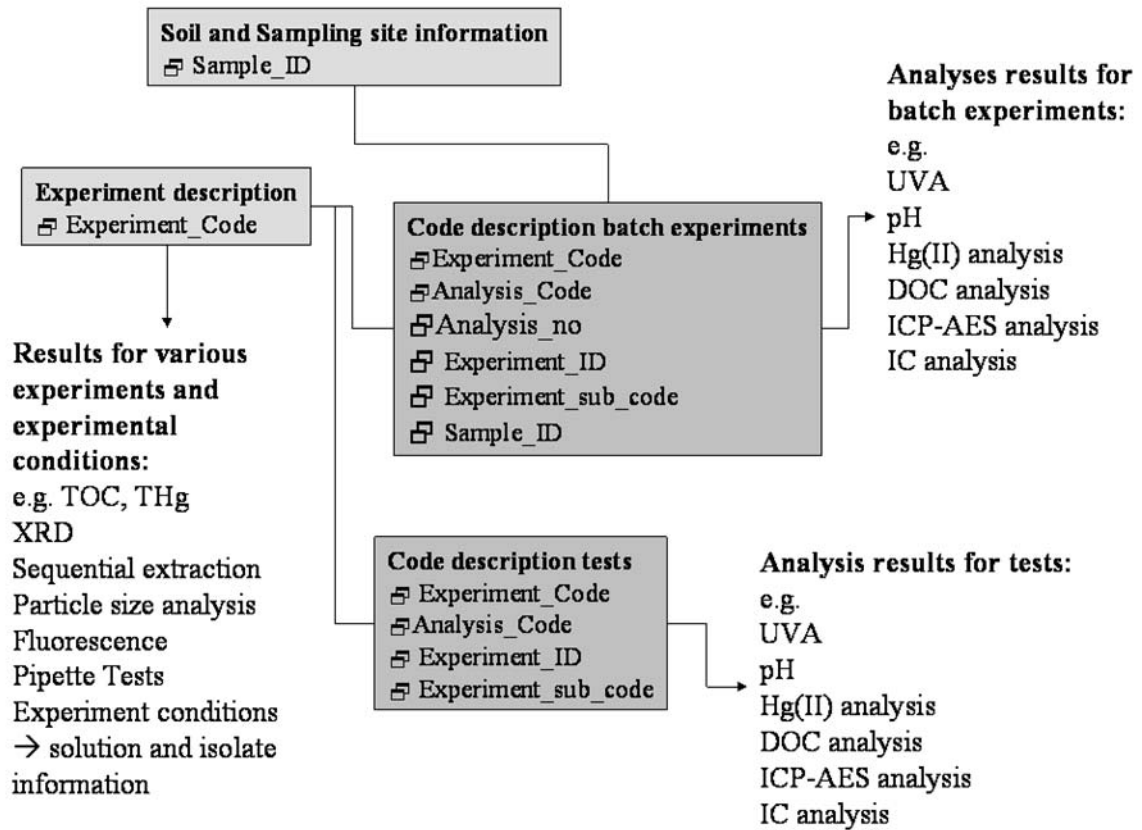 Soil and Sampling site information
Sample_ID
Experiment description
Experiment_Code
Results for various
experiments and
experimental
conditions:
e.g. TOC, THg
XRD
Sequential extraction
Particle size analysis
Fluorescence
Pipette Tests
Experiment conditions
→ solution and isolate
information
Code description batch experiments
Experiment_Code
Analysis_Code
Analysis_no
Experiment_ID
Experiment_sub_code
Sample_ID
Analyses results for
batch experiments:
e.g.
UVA
pH
Hg(II) analysis
DOC analysis
ICP-AES analysis
IC analysis
Code description tests
Experiment_Code
Analysis_Code
Experiment_ID
Experiment_sub_code
Analysis results for tests:
e.g.
UVA
pH
Hg(II) analysis
DOC analysis
ICP-AES analysis
IC analysis